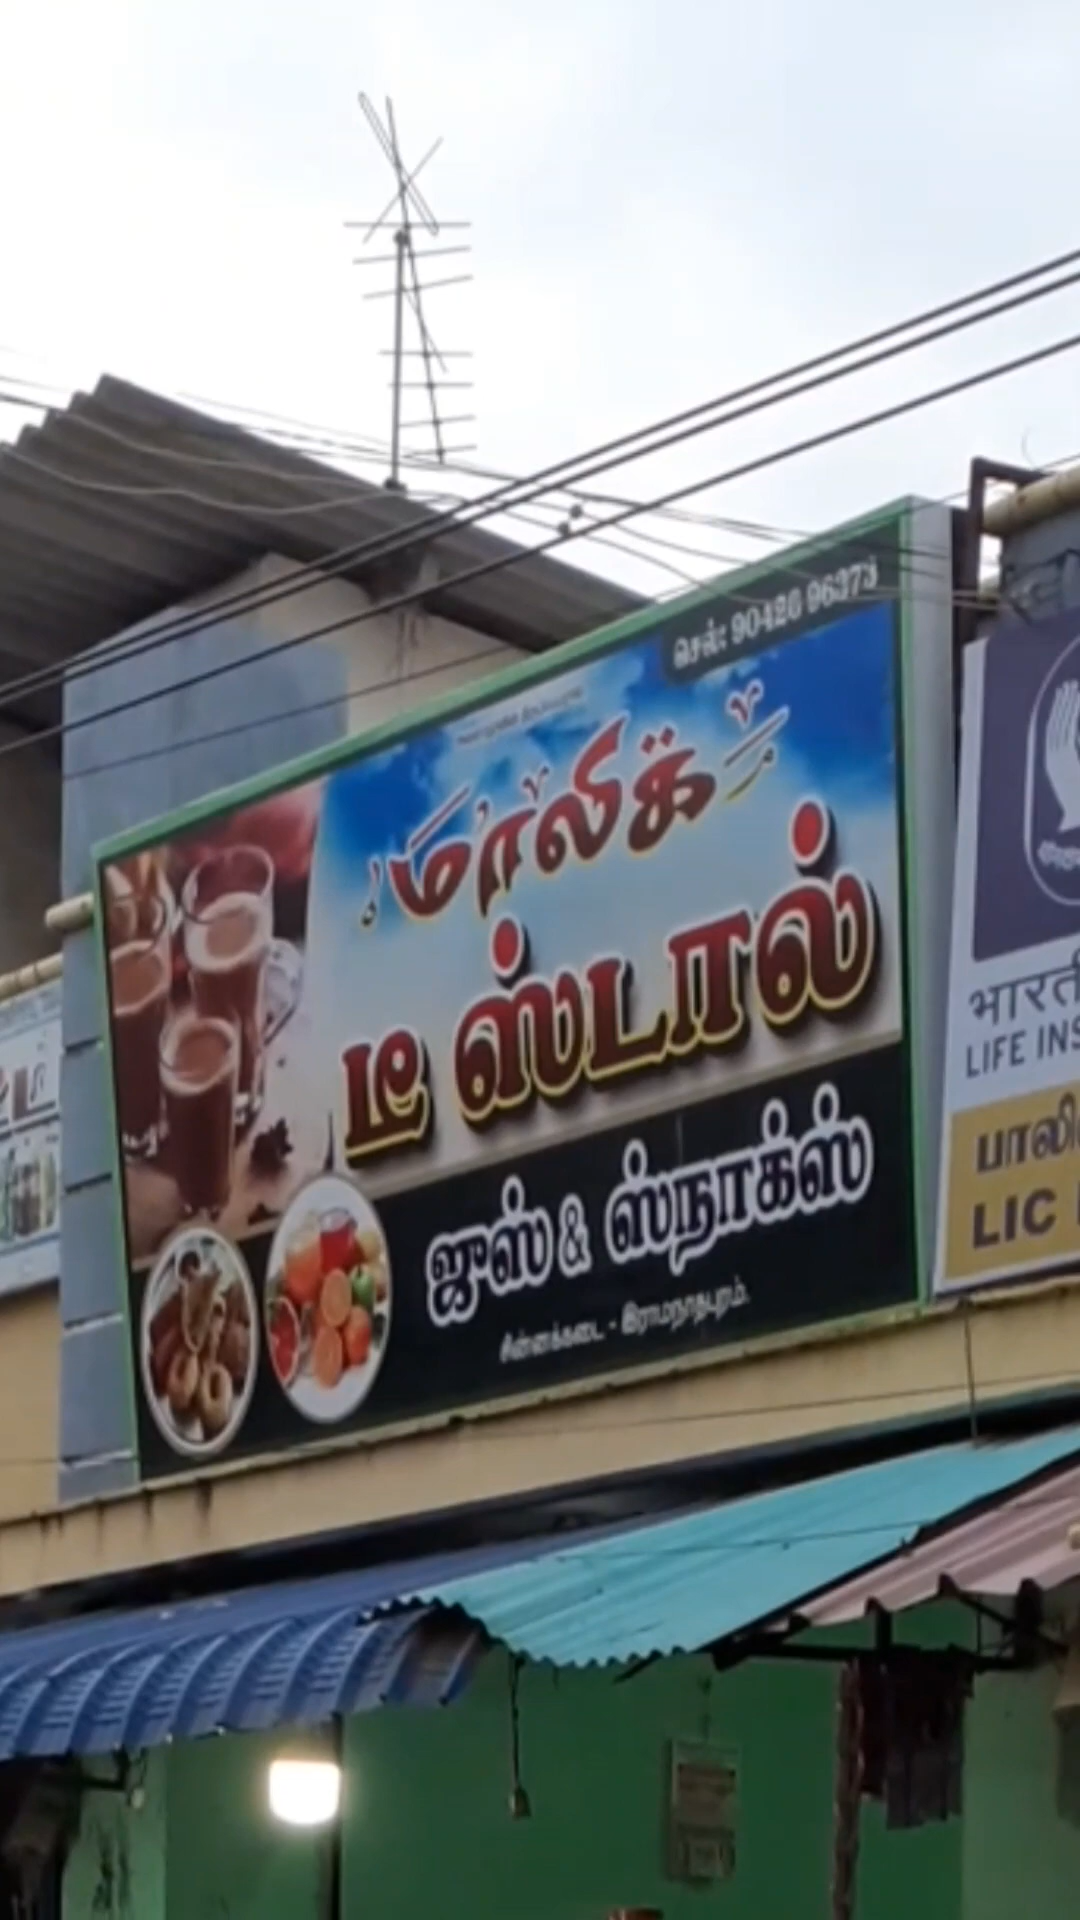 செல்: 90426 96373
மாலிக்
டீ ஸ்டால்
ஜுஸ் & ஸ்நாக்ஸ்
சின்னக்கடை - இராமநாதபுரம்.
भारती
LIFE INS
பாலி
LIC